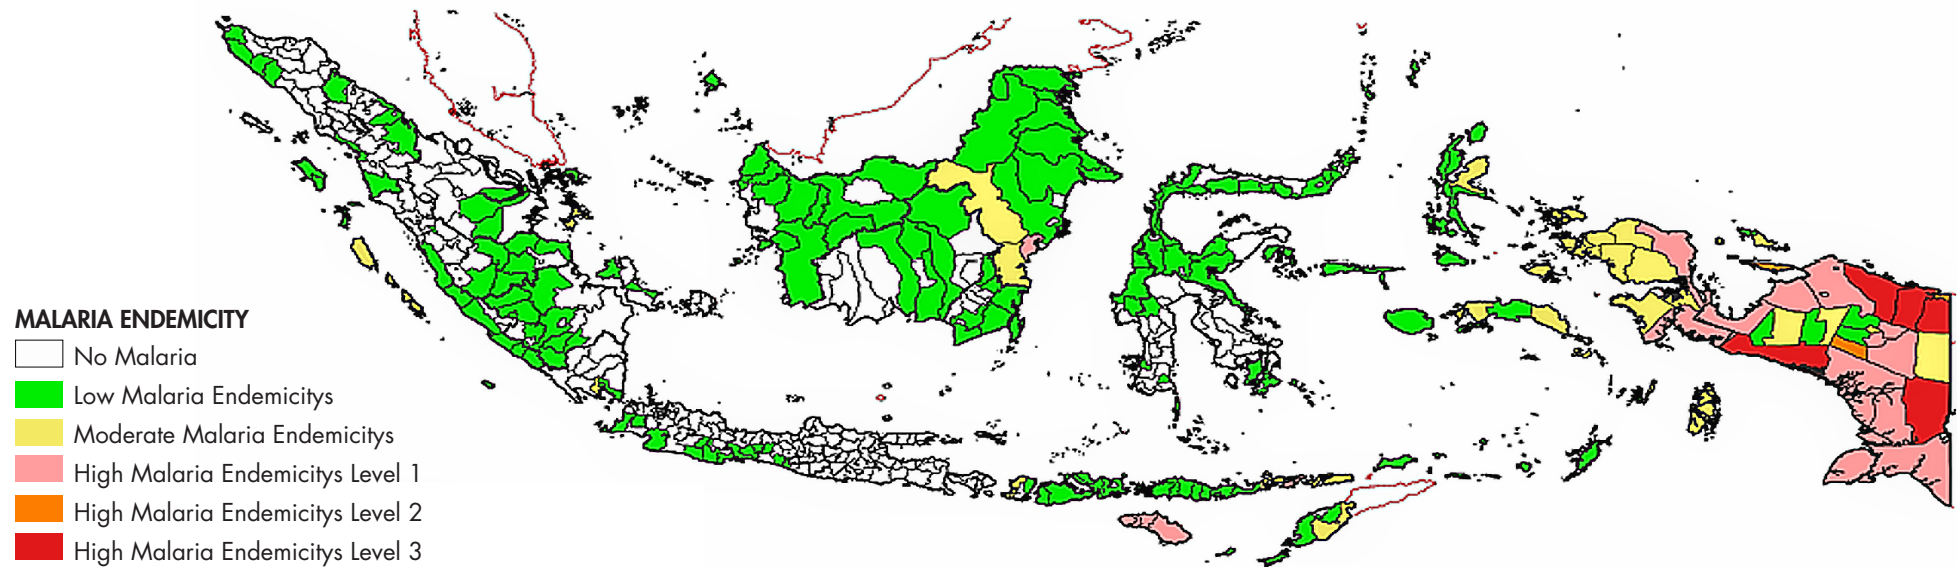 MALARIA ENDEMICITY
No Malaria
Low Malaria Endemicitys
Moderate Malaria Endemicitys
High Malaria Endemicitys Level 1
High Malaria Endemicitys Level 2
High Malaria Endemicitys Level 3